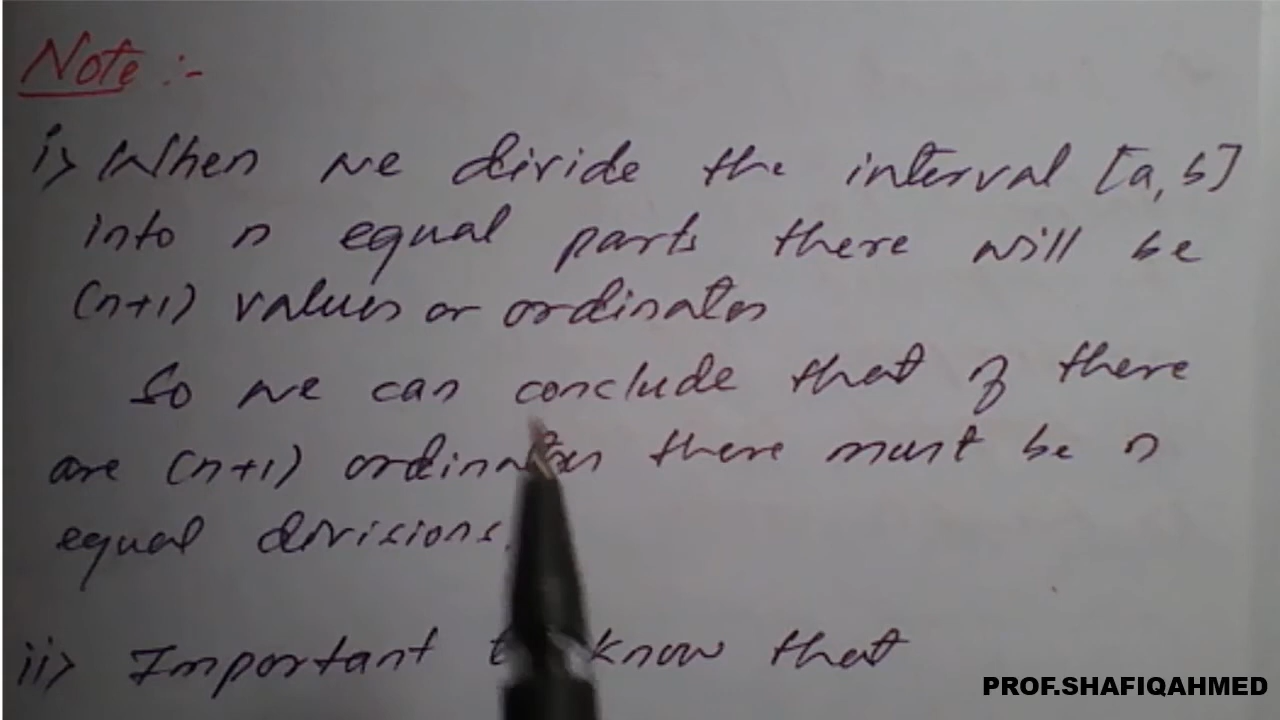 Note :-
i> When we divide the interval [a, b]
into n equal parts there will be
(n+1) values or ordinates
So we can conclude that if there
are (n+1) ordinates there must be n
equal divisions.
ii> Important to know that
PROF.SHAFIQAHMED